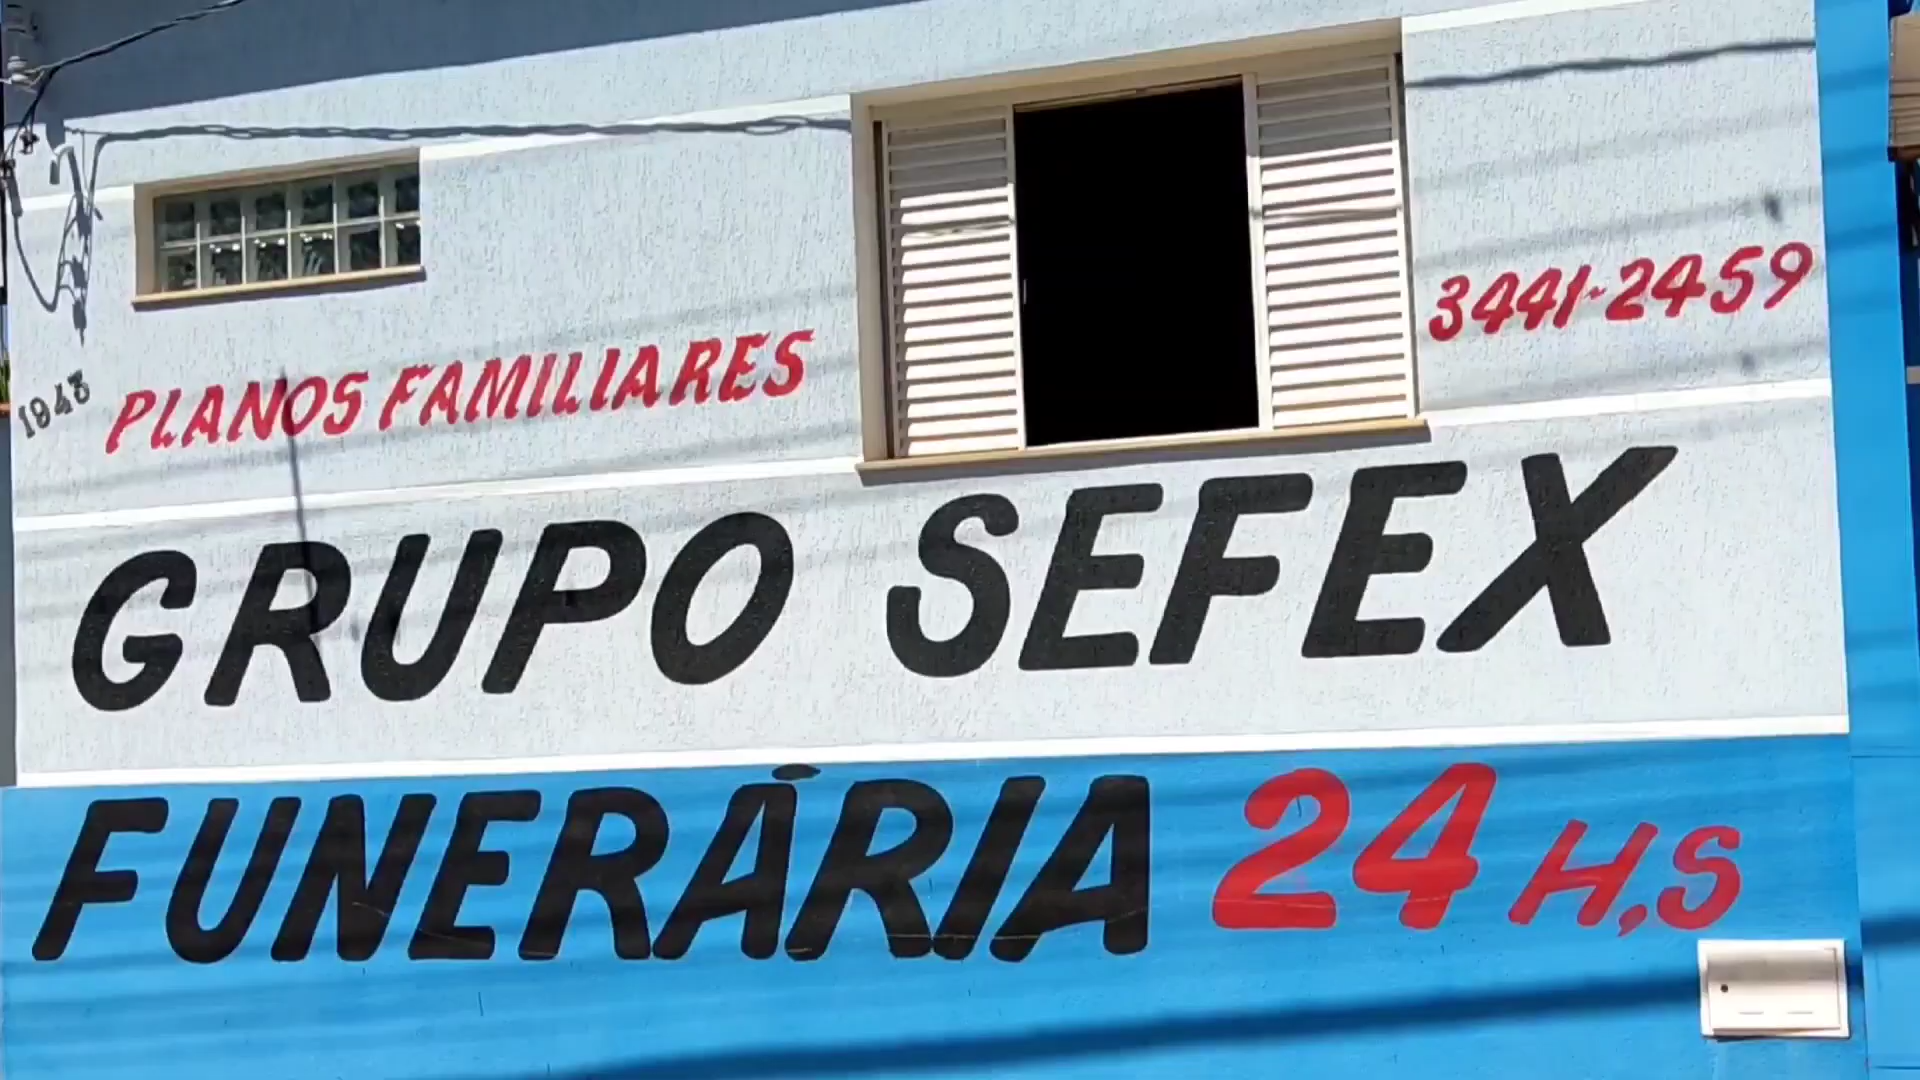 1948 PLANOS FAMILIARES 3441-2459
GRUPO SEFEX
FUNERÁRIA 24 H,S